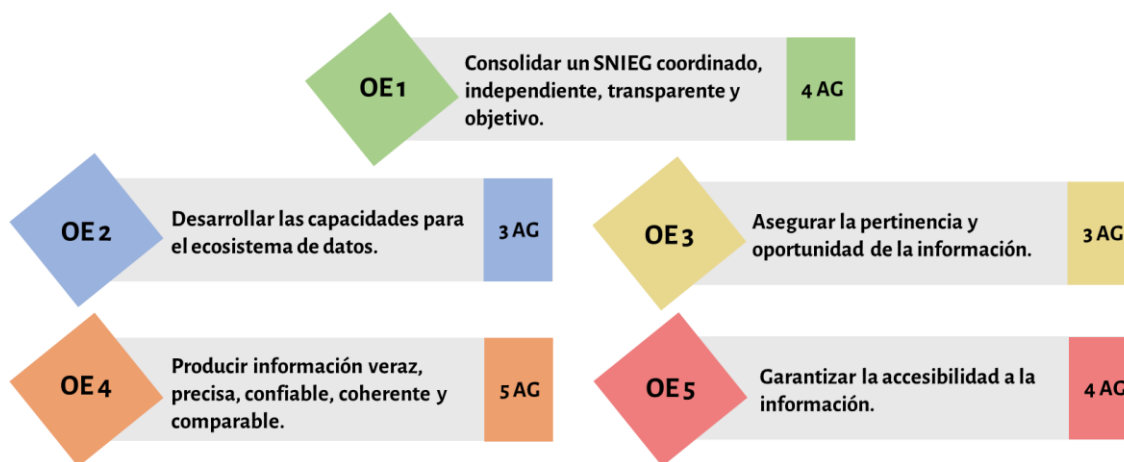 OE1
Consolidar un SNIEG coordinado,
independiente, transparente y
objetivo.
4 AG
OE2
Desarrollar las capacidades para
el ecosistema de datos.
3 AG
OE3
Asegurar la pertinencia y
oportunidad de la información.
3 AG
OE4
Producir información veraz,
precisa, confiable, coherente y
comparable.
5 AG
OE5
Garantizar la accesibilidad a la
información.
4 AG